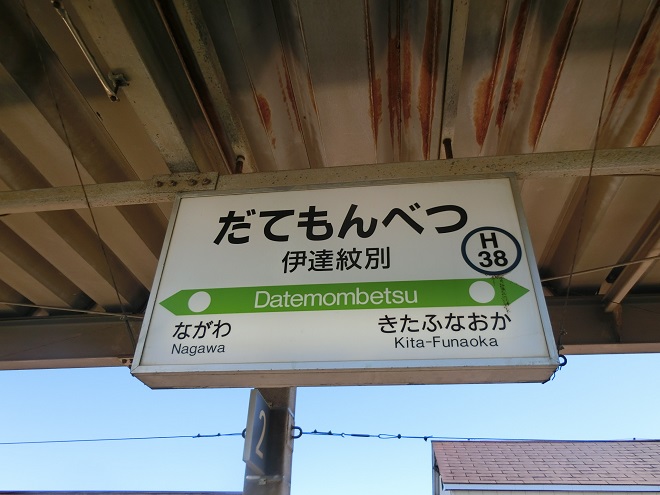 だてもんべつ
H
38
伊達紋別
Datemombetsu
ながわ
Nagawa
きたふなおか
Kita-Funaoka
2